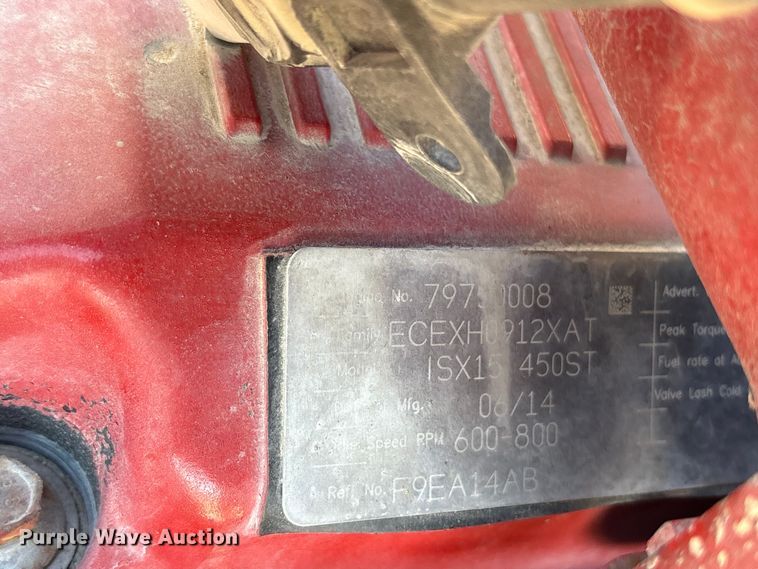 No. 008
Family ECEXH0912XAT
Model ISX15 450ST
Mfg. 06/14
Speed RPM 600-800
Ref. No. F9EA14AB
Advert.
Peak Torque
Fuel rate at
Valve Lash Cold
Purple Wave Auction